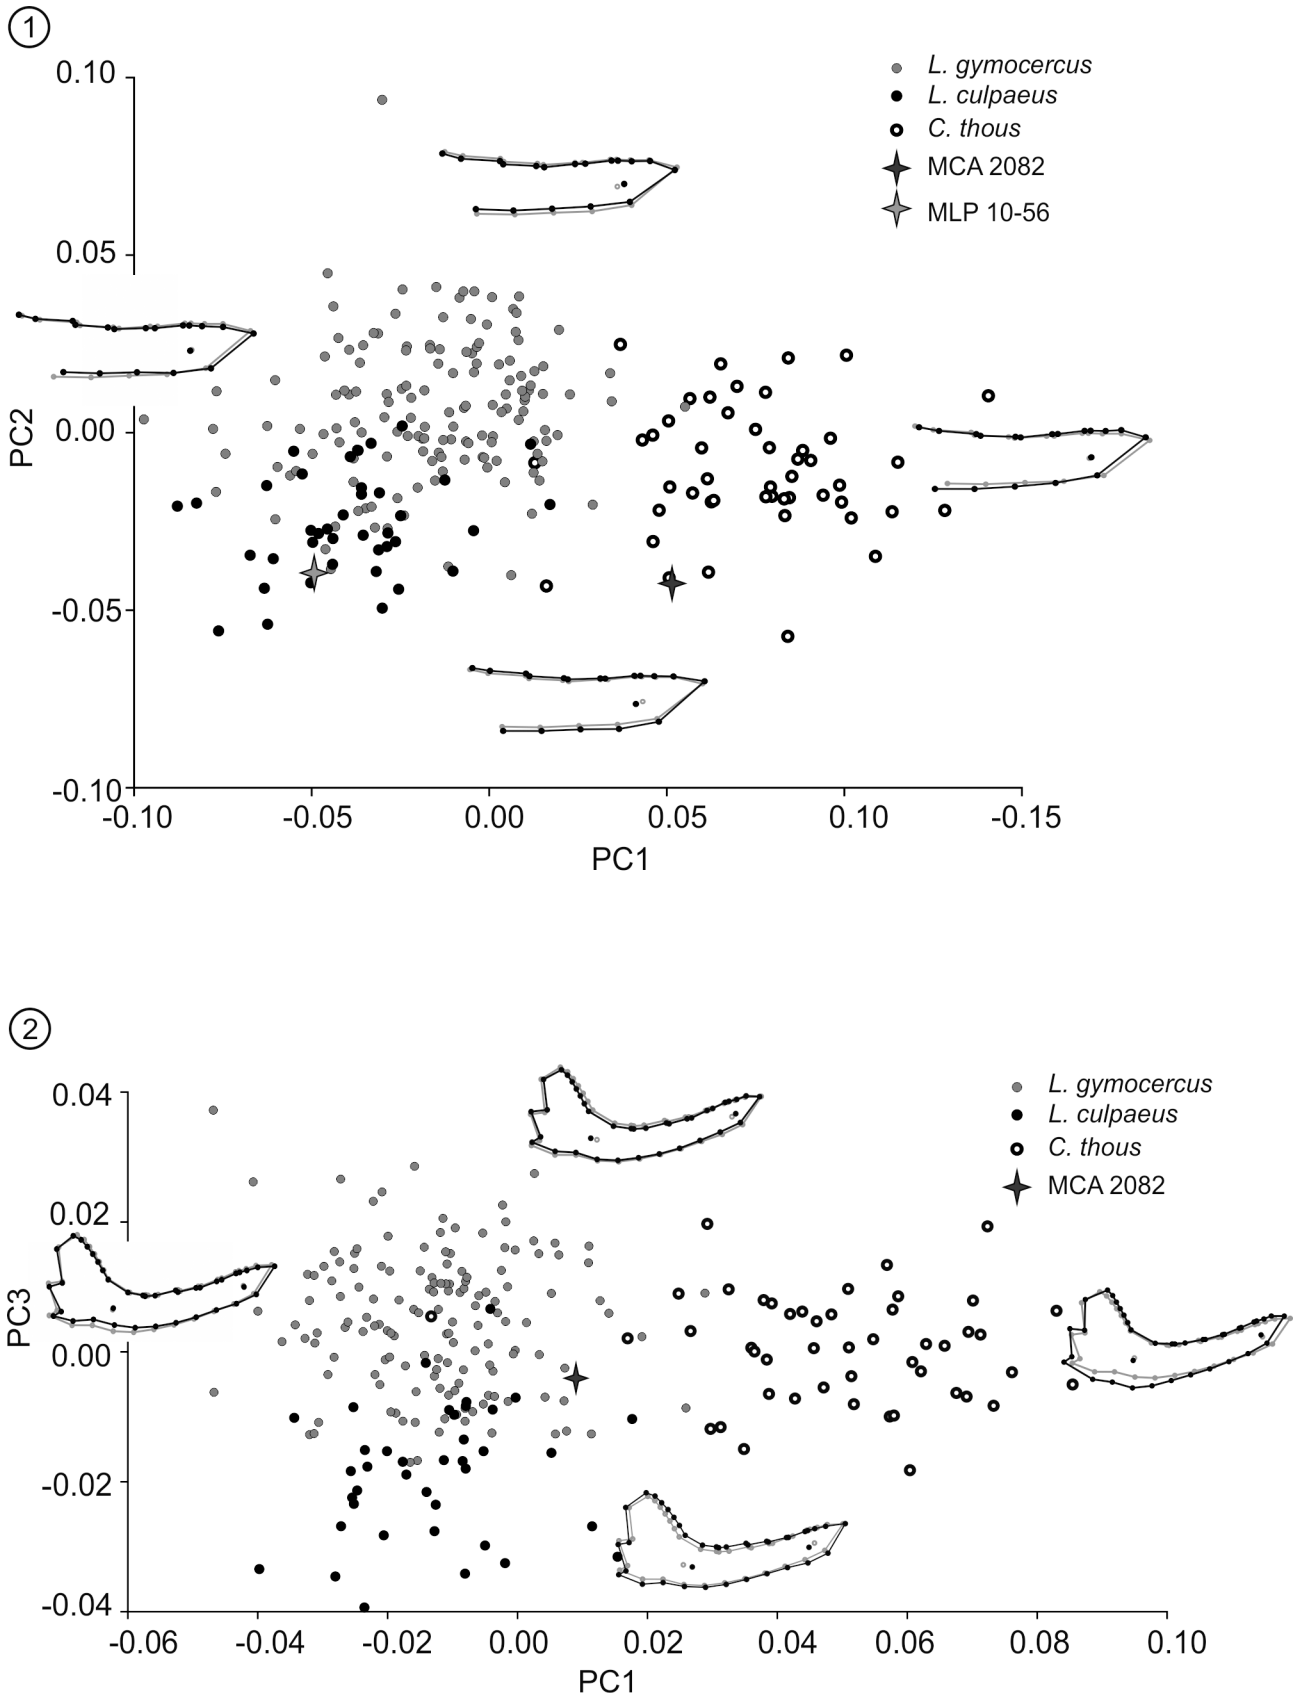 1
0.10
L. gymocercus
L. culpaeus
C. thous
MCA 2082
MLP 10-56
0.05
PC2
0.00
-0.05
-0.10
-0.10 -0.05 0.00 0.05 0.10 -0.15
PC1
2
0.04
L. gymocercus
L. culpaeus
C. thous
MCA 2082
0.02
PC3
0.00
-0.02
-0.04
-0.06 -0.04 -0.02 0.00 0.02 0.04 0.06 0.08 0.10
PC1